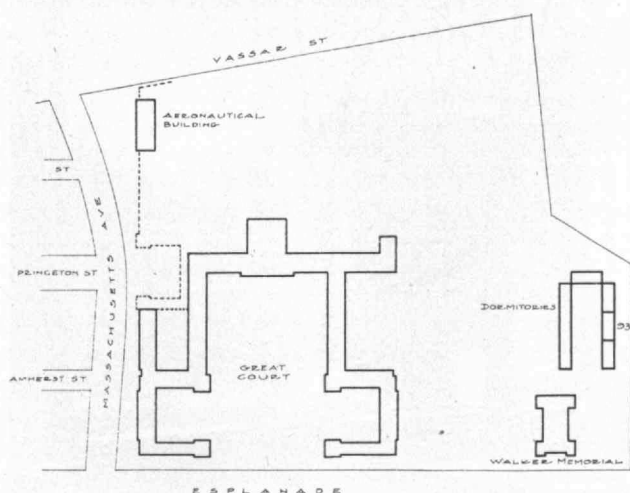 VASSAR ST
AERONAUTICAL
BUILDING
ST
MASSACHUSETTS AVE
PRINCETON ST
DORMITORIES
93
GREAT
COURT
AMHERST ST
WALKER MEMORIAL
ESPLANADE